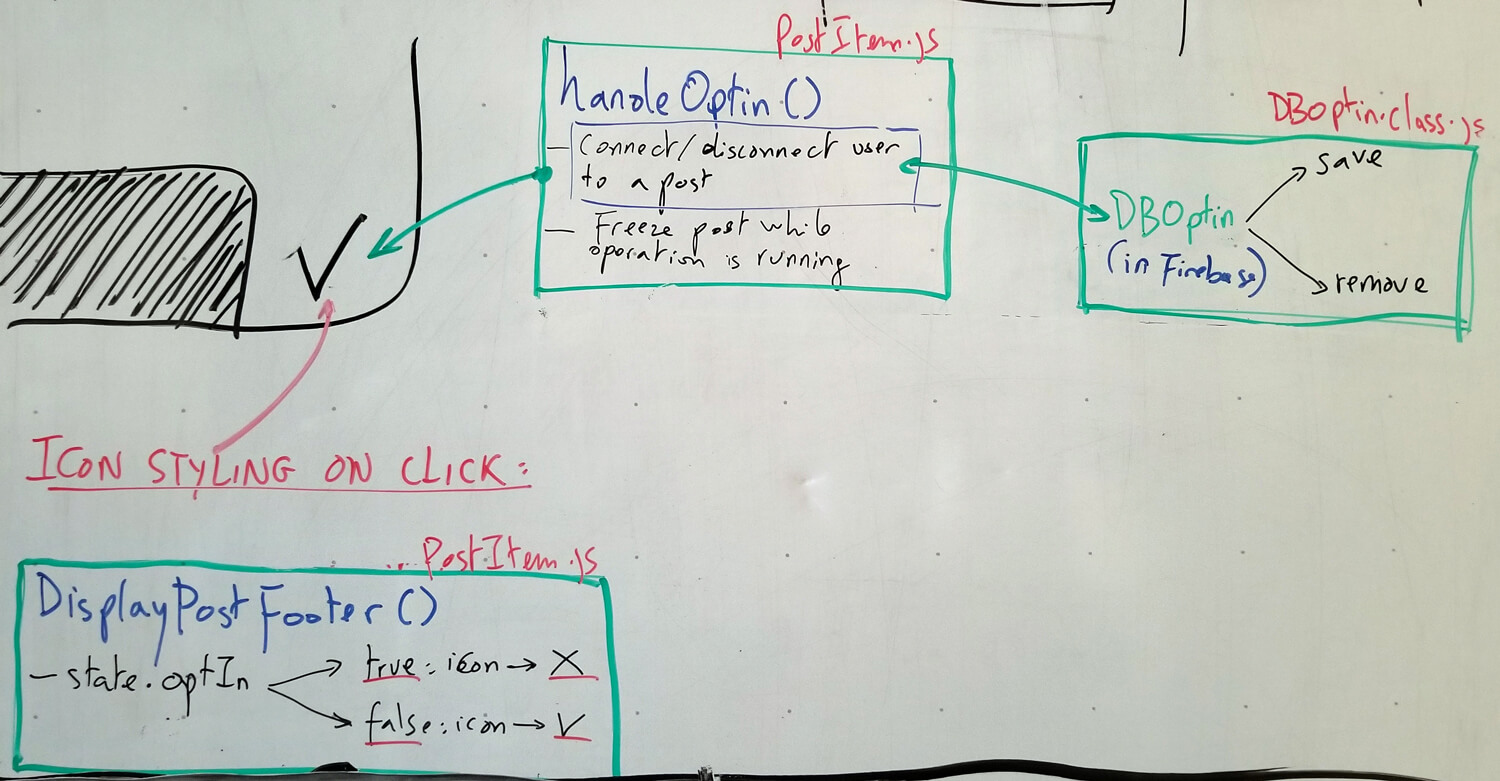 PostItem.js
handleOptin()
— Connect/disconnect user
to a post
— Freeze post while
operation is running
DBOptin.class.js
DBOptin
(in Firebase)
save
remove
ICON STYLING ON CLICK:
...PostItem.js
DisplayPostFooter()
— state.optIn
true: icon → X
false: icon → V